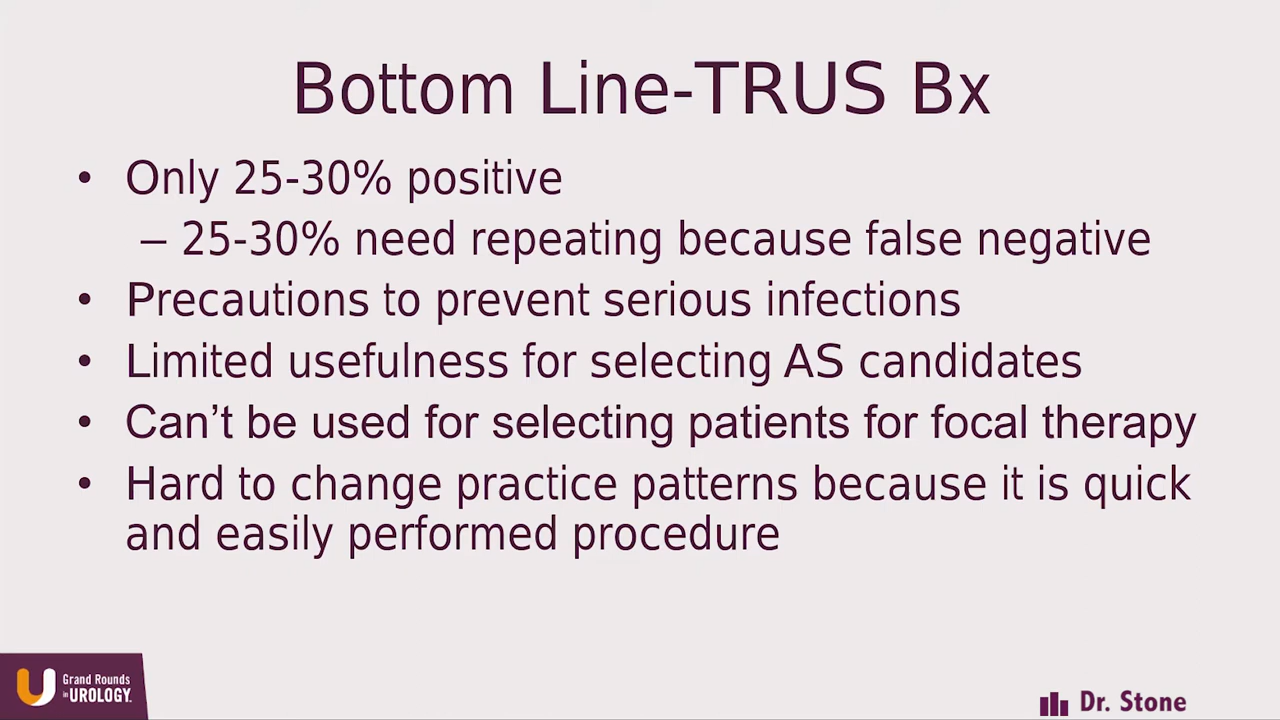 Bottom Line-TRUS Bx
• Only 25-30% positive
– 25-30% need repeating because false negative
• Precautions to prevent serious infections
• Limited usefulness for selecting AS candidates
• Can’t be used for selecting patients for focal therapy
• Hard to change practice patterns because it is quick
and easily performed procedure
Grand Rounds
in UROLOGY
Dr. Stone